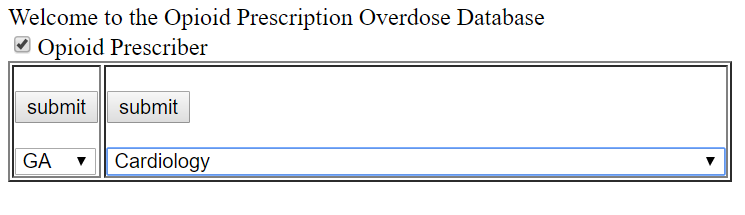 Welcome to the Opioid Prescription Overdose Database
Opioid Prescriber
submit submit
GA Cardiology